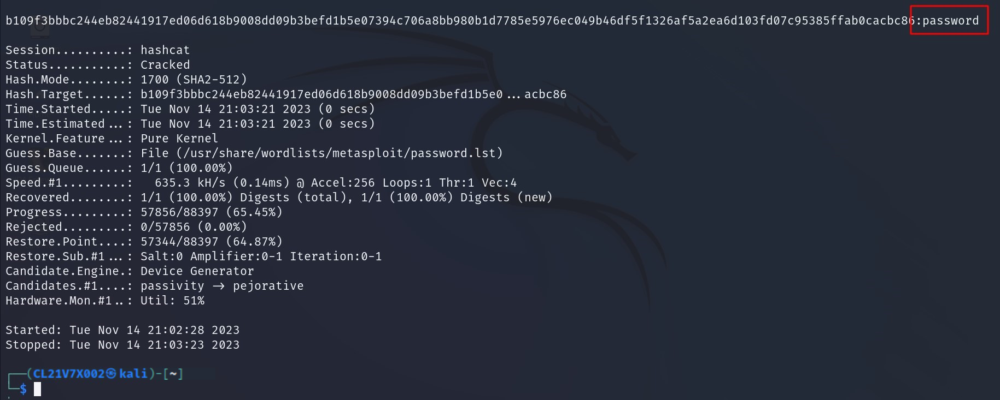 b109f3bbbc244eb82441917ed06d618b9008dd09b3befd1b5e07394c706a8bb980b1d7785e5976ec049b46df5f1326af5a2ea6d103fd07c95385ffab0cacbc86:password
Session..........: hashcat
Status...........: Cracked
Hash.Mode........: 1700 (SHA2-512)
Hash.Target......: b109f3bbbc244eb82441917ed06d618b9008dd09b3befd1b5e0...acbc86
Time.Started.....: Tue Nov 14 21:03:21 2023 (0 secs)
Time.Estimated...: Tue Nov 14 21:03:21 2023 (0 secs)
Kernel.Feature...: Pure Kernel
Guess.Base.......: File (/usr/share/wordlists/metasploit/password.lst)
Guess.Queue......: 1/1 (100.00%)
Speed.#1.........:   635.3 kH/s (0.14ms) @ Accel:256 Loops:1 Thr:1 Vec:4
Recovered........: 1/1 (100.00%) Digests (total), 1/1 (100.00%) Digests (new)
Progress.........: 57856/88397 (65.45%)
Rejected.........: 0/57856 (0.00%)
Restore.Point....: 57344/88397 (64.87%)
Restore.Sub.#1...: Salt:0 Amplifier:0-1 Iteration:0-1
Candidate.Engine.: Device Generator
Candidates.#1....: passivity -> pejorative
Hardware.Mon.#1..: Util: 51%
Started: Tue Nov 14 21:02:28 2023
Stopped: Tue Nov 14 21:03:23 2023
┌──(CL21V7X002㉿kali)-[~]
└─$